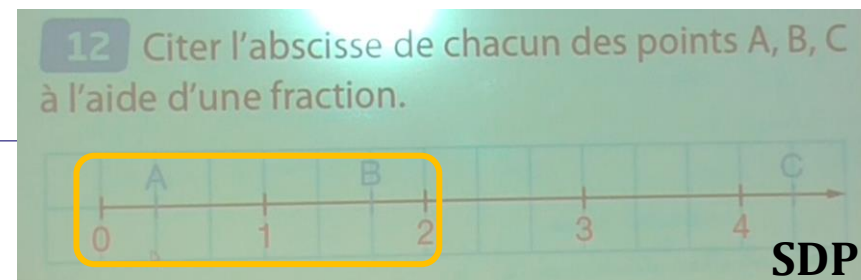 12 Citer l'abscisse de chacun des points A, B, C
à l'aide d'une fraction.
A B C
0 1 2 3 4
SDP